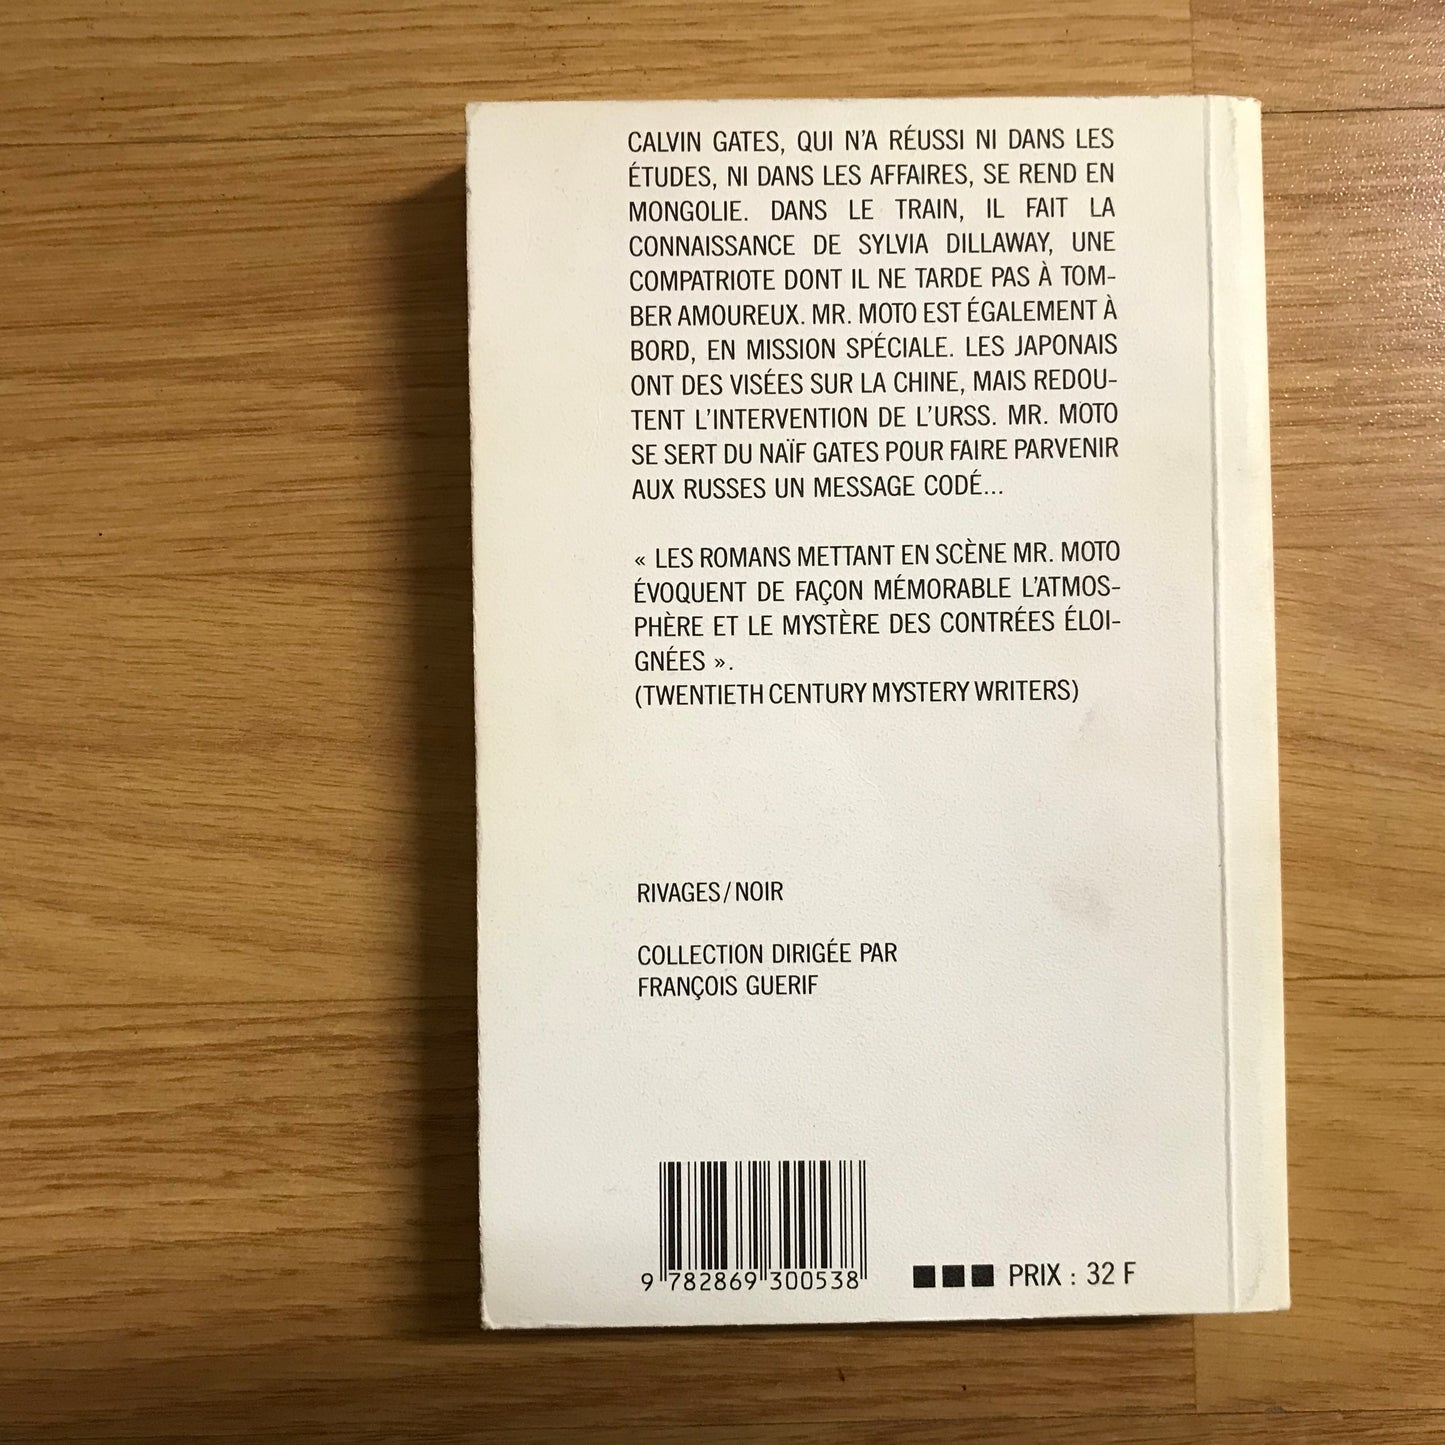 CALVIN GATES, QUI N'A RÉUSSI NI DANS LES
ÉTUDES, NI DANS LES AFFAIRES, SE REND EN
MONGOLIE. DANS LE TRAIN, IL FAIT LA
CONNAISSANCE DE SYLVIA DILLAWAY, UNE
COMPATRIOTE DONT IL NE TARDE PAS À TOM-
BER AMOUREUX. MR. MOTO EST ÉGALEMENT À
BORD, EN MISSION SPÉCIALE. LES JAPONAIS
ONT DES VISÉES SUR LA CHINE, MAIS REDOU-
TENT L'INTERVENTION DE L'URSS. MR. MOTO
SE SERT DU NAÏF GATES POUR FAIRE PARVENIR
AUX RUSSES UN MESSAGE CODÉ...
« LES ROMANS METTANT EN SCÈNE MR. MOTO
ÉVOQUENT DE FAÇON MÉMORABLE L'ATMOS-
PHÈRE ET LE MYSTÈRE DES CONTRÉES ÉLOI-
GNÉES ».
(TWENTIETH CENTURY MYSTERY WRITERS)
RIVAGES/NOIR
COLLECTION DIRIGÉE PAR
FRANÇOIS GUERIF
9 782869 300538
■■■ PRIX : 32 F